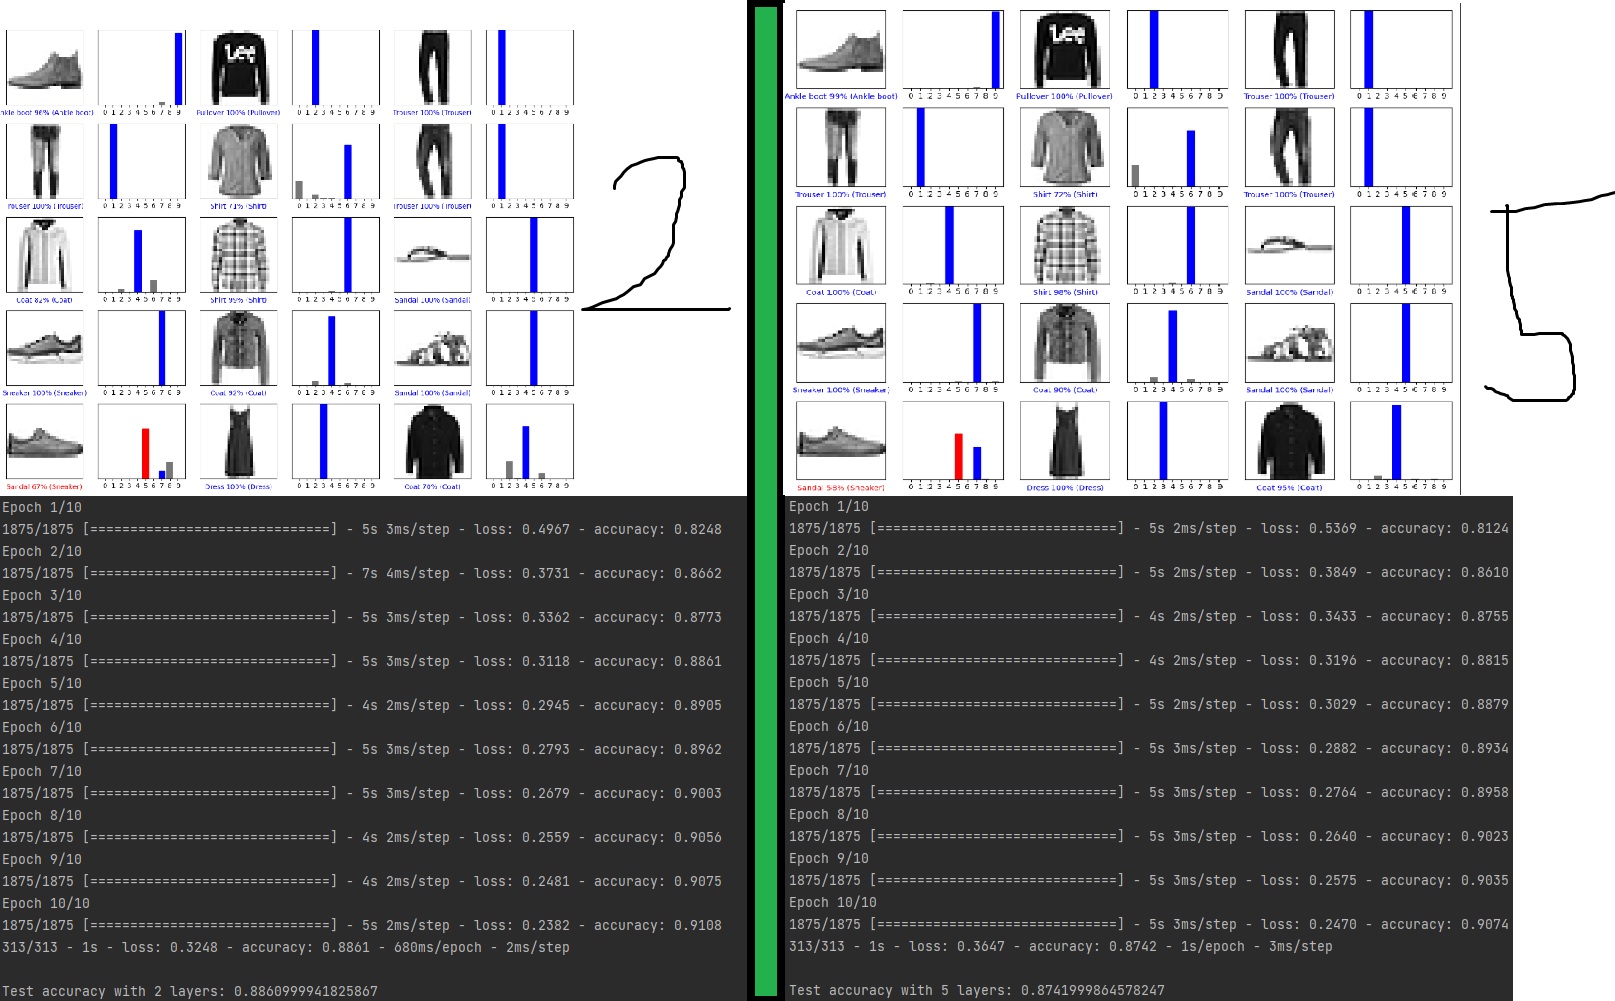 Lee
0 1 2 3 4 5 6 7 8 9
0 1 2 3 4 5 6 7 8 9
0 1 2 3 4 5 6 7 8 9
nkle boot 96% (Ankle boot)
Pullover 100% (Pullover)
Trouser 100% (Trouser)
0 1 2 3 4 5 6 7 8 9
0 1 2 3 4 5 6 7 8 9
0 1 2 3 4 5 6 7 8 9
Trouser 100% (Trouser)
Shirt 71% (Shirt)
Trouser 100% (Trouser)
0 1 2 3 4 5 6 7 8 9
0 1 2 3 4 5 6 7 8 9
0 1 2 3 4 5 6 7 8 9
Coat 82% (Coat)
Shirt 99% (Shirt)
Sandal 100% (Sandal)
0 1 2 3 4 5 6 7 8 9
0 1 2 3 4 5 6 7 8 9
0 1 2 3 4 5 6 7 8 9
Sneaker 100% (Sneaker)
Coat 92% (Coat)
Sandal 100% (Sandal)
0 1 2 3 4 5 6 7 8 9
0 1 2 3 4 5 6 7 8 9
0 1 2 3 4 5 6 7 8 9
Sandal 67% (Sneaker)
Dress 100% (Dress)
Coat 70% (Coat)
2
Epoch 1/10
1875/1875 [==============================] - 5s 3ms/step - loss: 0.4967 - accuracy: 0.8248
Epoch 2/10
1875/1875 [==============================] - 7s 4ms/step - loss: 0.3731 - accuracy: 0.8662
Epoch 3/10
1875/1875 [==============================] - 5s 3ms/step - loss: 0.3362 - accuracy: 0.8773
Epoch 4/10
1875/1875 [==============================] - 5s 3ms/step - loss: 0.3118 - accuracy: 0.8861
Epoch 5/10
1875/1875 [==============================] - 4s 2ms/step - loss: 0.2945 - accuracy: 0.8905
Epoch 6/10
1875/1875 [==============================] - 5s 3ms/step - loss: 0.2793 - accuracy: 0.8962
Epoch 7/10
1875/1875 [==============================] - 5s 3ms/step - loss: 0.2679 - accuracy: 0.9003
Epoch 8/10
1875/1875 [==============================] - 4s 2ms/step - loss: 0.2559 - accuracy: 0.9056
Epoch 9/10
1875/1875 [==============================] - 4s 2ms/step - loss: 0.2481 - accuracy: 0.9075
Epoch 10/10
1875/1875 [==============================] - 5s 2ms/step - loss: 0.2382 - accuracy: 0.9108
313/313 - 1s - loss: 0.3248 - accuracy: 0.8861 - 680ms/epoch - 2ms/step
Test accuracy with 2 layers: 0.8860999941825867
Lee
0 1 2 3 4 5 6 7 8 9
0 1 2 3 4 5 6 7 8 9
0 1 2 3 4 5 6 7 8 9
Ankle boot 99% (Ankle boot)
Pullover 100% (Pullover)
Trouser 100% (Trouser)
0 1 2 3 4 5 6 7 8 9
0 1 2 3 4 5 6 7 8 9
0 1 2 3 4 5 6 7 8 9
Trouser 100% (Trouser)
Shirt 72% (Shirt)
Trouser 100% (Trouser)
0 1 2 3 4 5 6 7 8 9
0 1 2 3 4 5 6 7 8 9
0 1 2 3 4 5 6 7 8 9
Coat 100% (Coat)
Shirt 98% (Shirt)
Sandal 100% (Sandal)
0 1 2 3 4 5 6 7 8 9
0 1 2 3 4 5 6 7 8 9
0 1 2 3 4 5 6 7 8 9
Sneaker 100% (Sneaker)
Coat 90% (Coat)
Sandal 100% (Sandal)
0 1 2 3 4 5 6 7 8 9
0 1 2 3 4 5 6 7 8 9
0 1 2 3 4 5 6 7 8 9
Sandal 58% (Sneaker)
Dress 100% (Dress)
Coat 95% (Coat)
5
Epoch 1/10
1875/1875 [==============================] - 5s 2ms/step - loss: 0.5369 - accuracy: 0.8124
Epoch 2/10
1875/1875 [==============================] - 5s 2ms/step - loss: 0.3849 - accuracy: 0.8610
Epoch 3/10
1875/1875 [==============================] - 4s 2ms/step - loss: 0.3433 - accuracy: 0.8755
Epoch 4/10
1875/1875 [==============================] - 4s 2ms/step - loss: 0.3196 - accuracy: 0.8815
Epoch 5/10
1875/1875 [==============================] - 5s 2ms/step - loss: 0.3029 - accuracy: 0.8879
Epoch 6/10
1875/1875 [==============================] - 5s 3ms/step - loss: 0.2882 - accuracy: 0.8934
Epoch 7/10
1875/1875 [==============================] - 5s 3ms/step - loss: 0.2764 - accuracy: 0.8958
Epoch 8/10
1875/1875 [==============================] - 5s 3ms/step - loss: 0.2640 - accuracy: 0.9023
Epoch 9/10
1875/1875 [==============================] - 5s 3ms/step - loss: 0.2575 - accuracy: 0.9035
Epoch 10/10
1875/1875 [==============================] - 5s 3ms/step - loss: 0.2470 - accuracy: 0.9074
313/313 - 1s - loss: 0.3647 - accuracy: 0.8742 - 1s/epoch - 3ms/step
Test accuracy with 5 layers: 0.8741999864578247